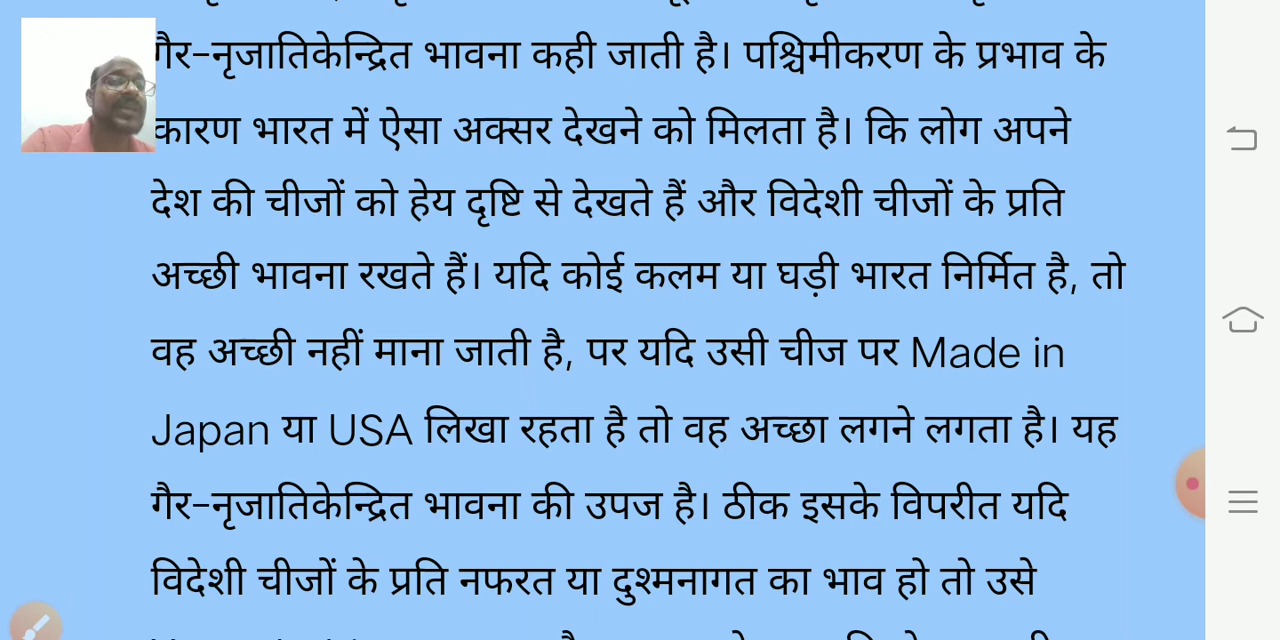 गैर-नृजातिकेन्द्रित भावना कही जाती है। पश्चिमीकरण के प्रभाव के
कारण भारत में ऐसा अक्सर देखने को मिलता है। कि लोग अपने
देश की चीजों को हेय दृष्टि से देखते हैं और विदेशी चीजों के प्रति
अच्छी भावना रखते हैं। यदि कोई कलम या घड़ी भारत निर्मित है, तो
वह अच्छी नहीं माना जाती है, पर यदि उसी चीज पर Made in
Japan या USA लिखा रहता है तो वह अच्छा लगने लगता है। यह
गैर-नृजातिकेन्द्रित भावना की उपज है। ठीक इसके विपरीत यदि
विदेशी चीजों के प्रति नफरत या दुश्मनागत का भाव हो तो उसे